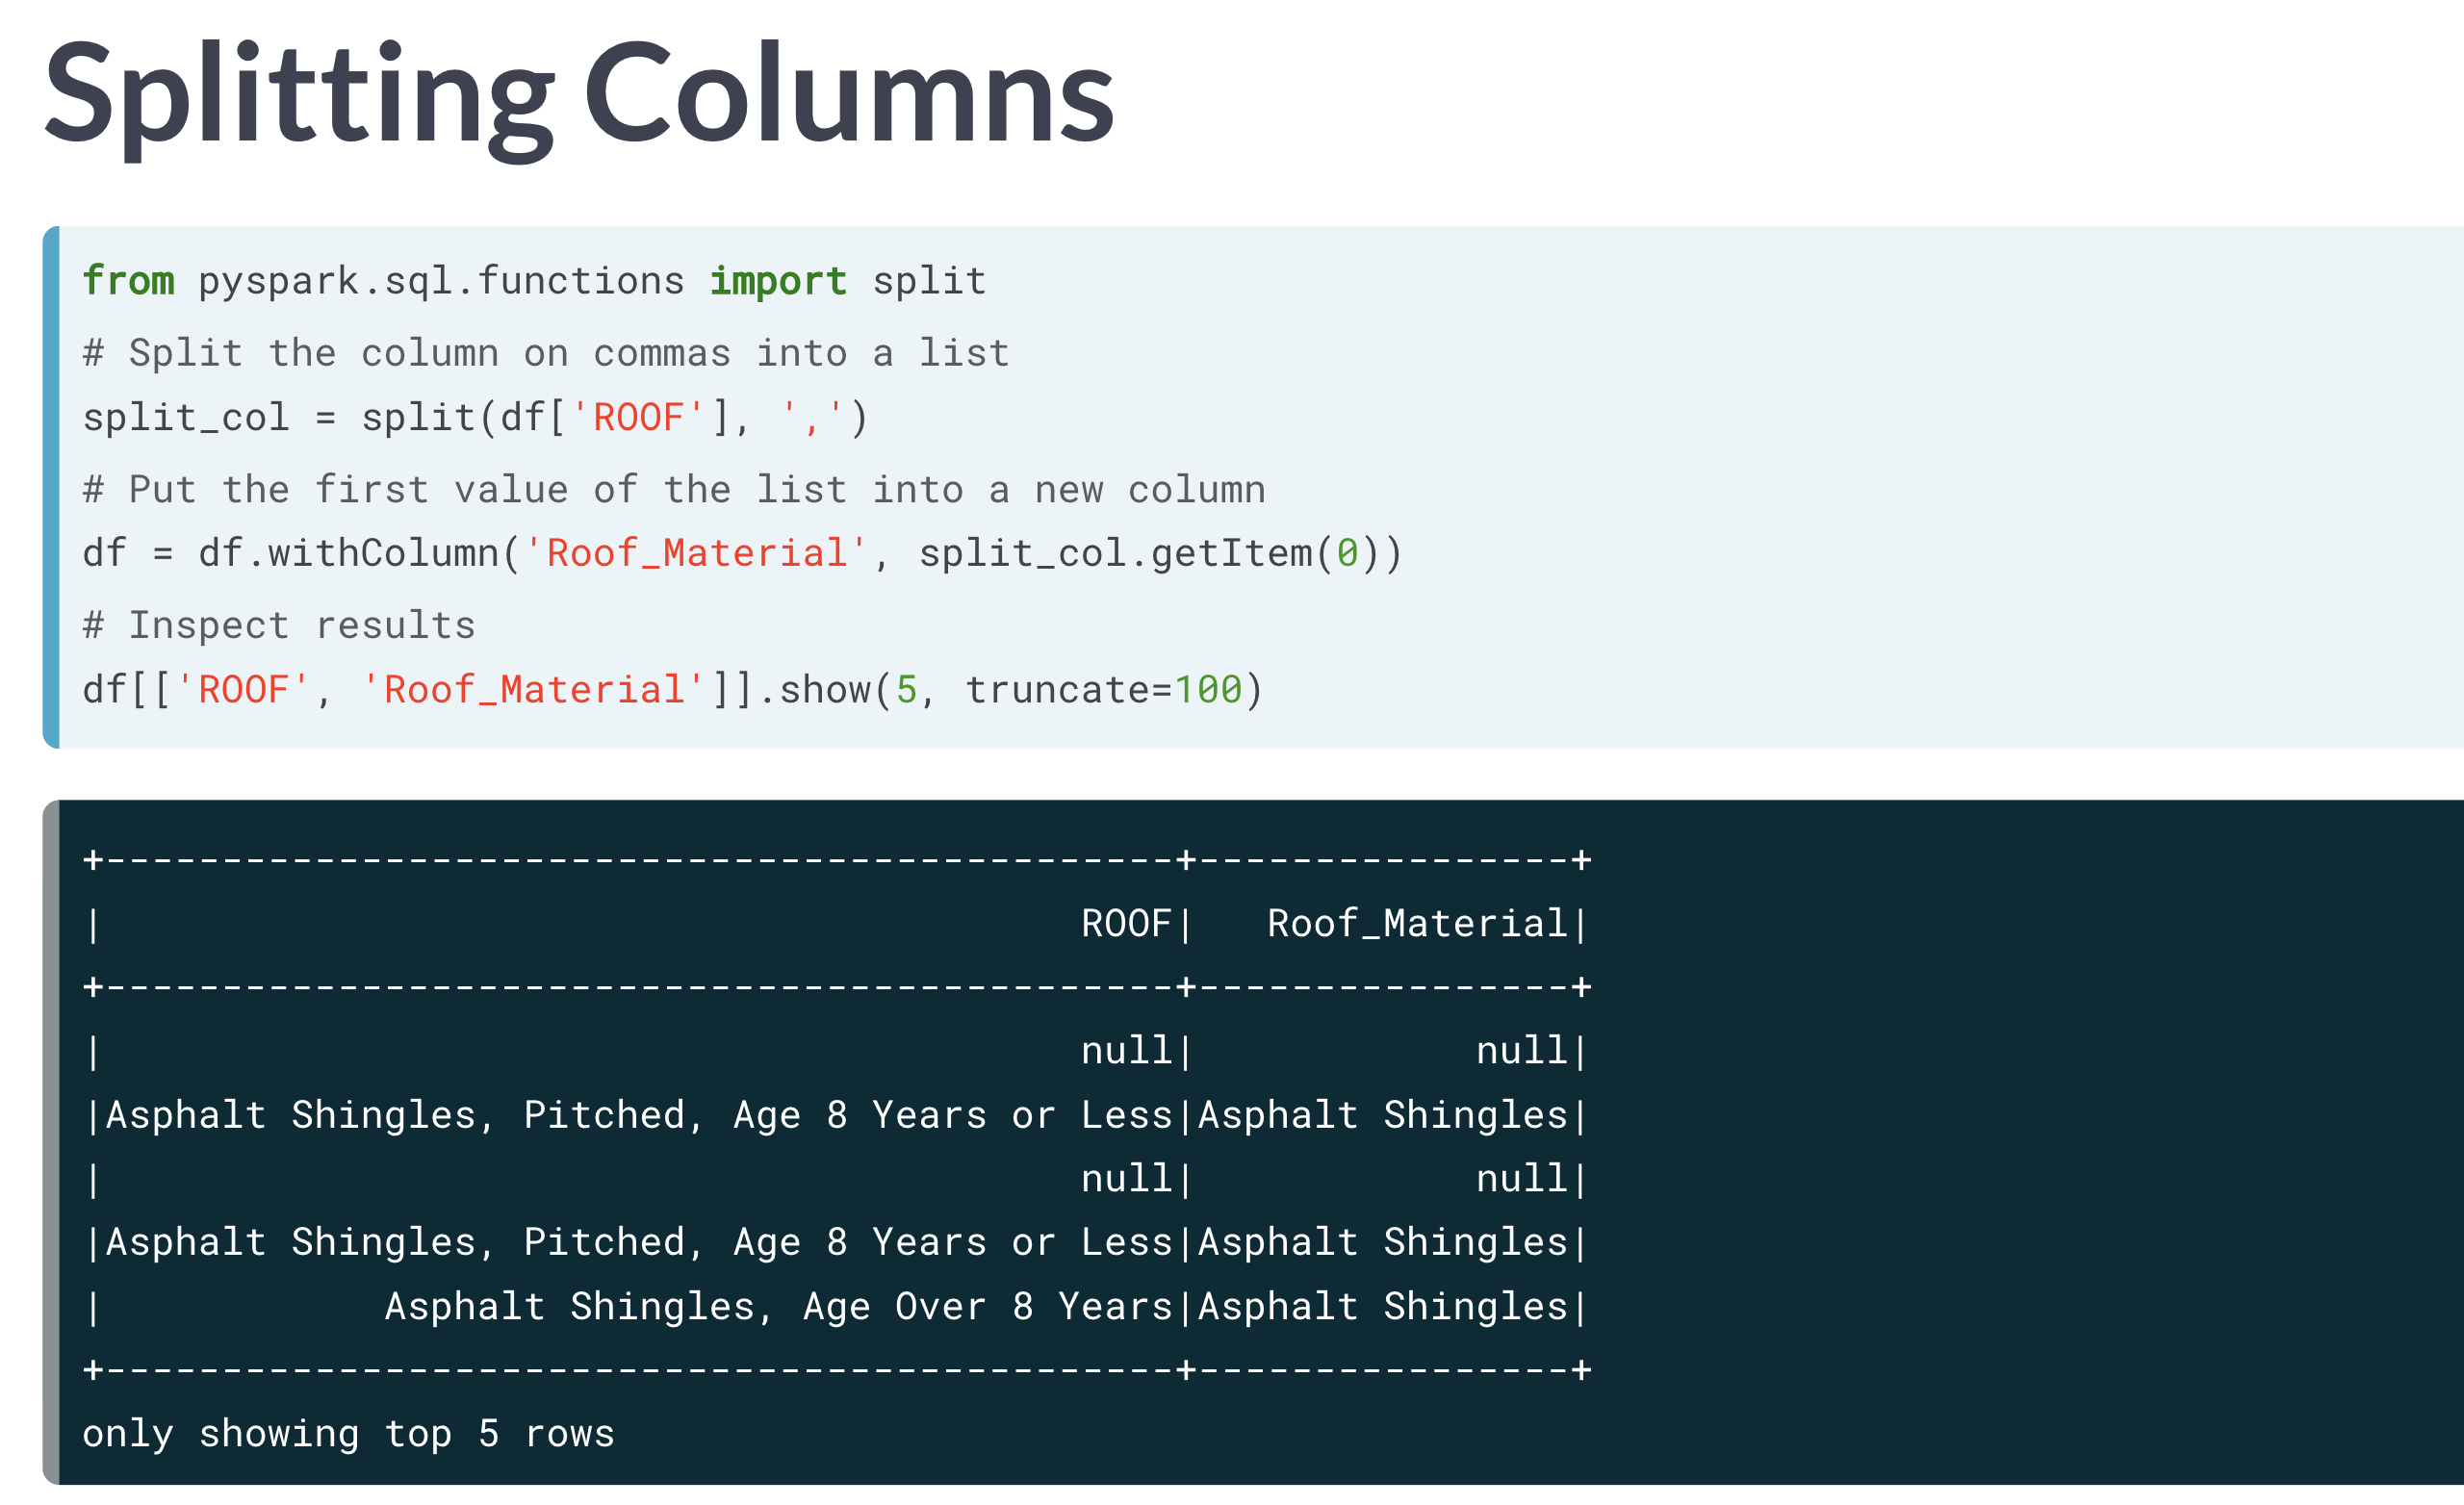 Splitting Columns
from pyspark.sql.functions import split
# Split the column on commas into a list
split_col = split(df['ROOF'], ',')
# Put the first value of the list into a new column
df = df.withColumn('Roof_Material', split_col.getItem(0))
# Inspect results
df[['ROOF', 'Roof_Material']].show(5, truncate=100)
+----------------------------------------------+----------------+
|                                          ROOF|   Roof_Material|
+----------------------------------------------+----------------+
|                                          null|            null|
|Asphalt Shingles, Pitched, Age 8 Years or Less|Asphalt Shingles|
|                                          null|            null|
|Asphalt Shingles, Pitched, Age 8 Years or Less|Asphalt Shingles|
|            Asphalt Shingles, Age Over 8 Years|Asphalt Shingles|
+----------------------------------------------+----------------+
only showing top 5 rows